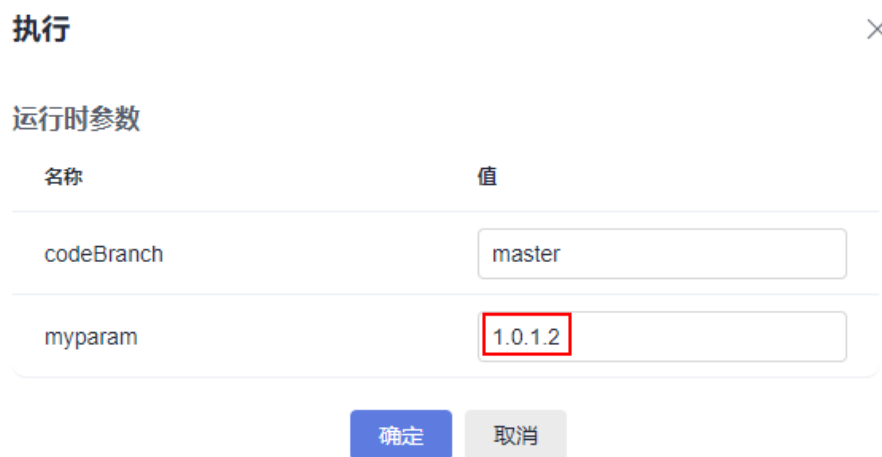 执行
运行时参数
名称 值
codeBranch master
myparam 1.0.1.2
确定 取消